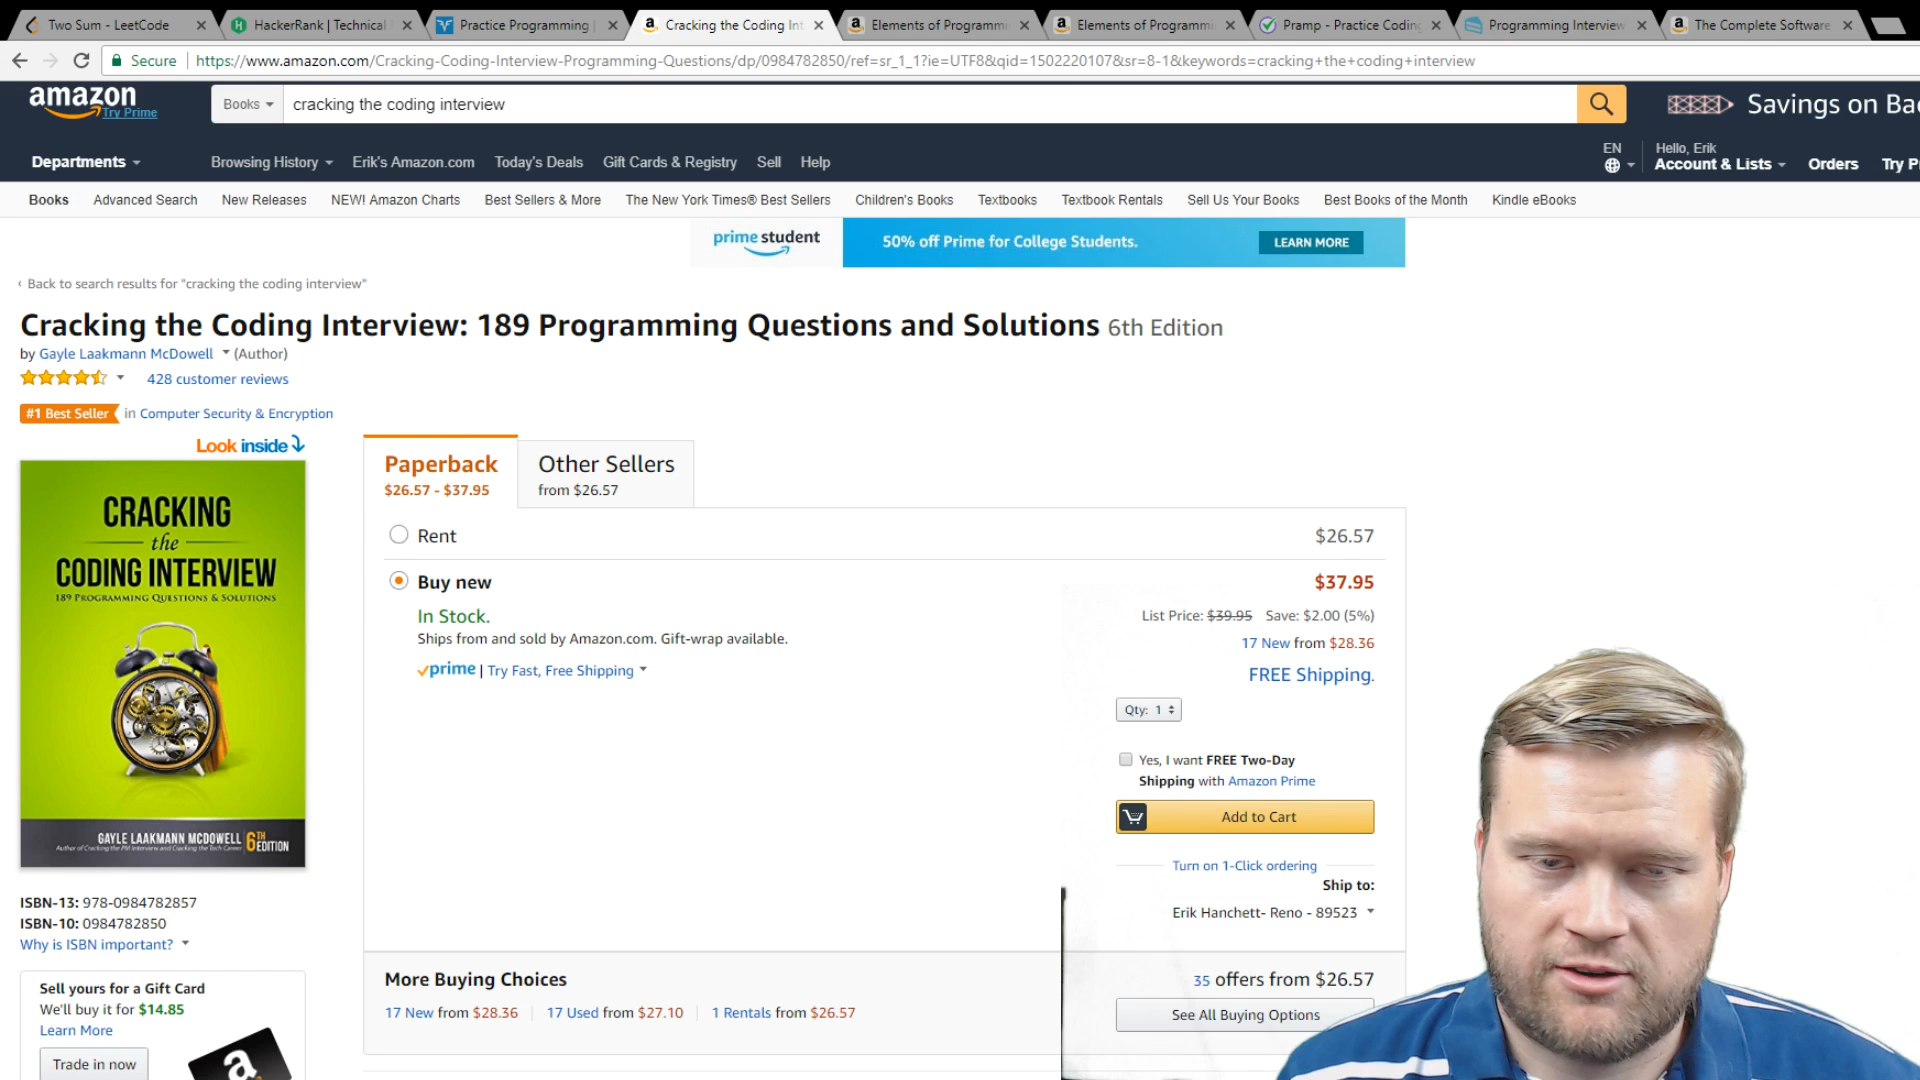 Two Sum - LeetCode
HackerRank | Technical
Practice Programming |
Cracking the Coding Int
Elements of Programmi
Elements of Programmi
Pramp - Practice Coding
Programming Interview
The Complete Software
Secure
https://www.amazon.com/Cracking-Coding-Interview-Programming-Questions/dp/0984782850/ref=sr_1_1?ie=UTF8&qid=1502220107&sr=8-1&keywords=cracking+the+coding+interview
amazon
Try Prime
Books
cracking the coding interview
Savings on Ba
Departments
Browsing History
Erik's Amazon.com
Today's Deals
Gift Cards & Registry
Sell
Help
EN
Hello, Erik
Account & Lists
Orders
Try P
Books
Advanced Search
New Releases
NEW! Amazon Charts
Best Sellers & More
The New York Times® Best Sellers
Children's Books
Textbooks
Textbook Rentals
Sell Us Your Books
Best Books of the Month
Kindle eBooks
prime student
50% off Prime for College Students.
LEARN MORE
‹ Back to search results for "cracking the coding interview"
Cracking the Coding Interview: 189 Programming Questions and Solutions 6th Edition
by Gayle Laakmann McDowell (Author)
428 customer reviews
#1 Best Seller in Computer Security & Encryption
Look inside
CRACKING
the
CODING INTERVIEW
189 PROGRAMMING QUESTIONS & SOLUTIONS
GAYLE LAAKMANN MCDOWELL 6TH EDITION
Author of Cracking the PM Interview and Cracking the Tech Career
Paperback
$26.57 - $37.95
Other Sellers
from $26.57
Rent
$26.57
Buy new
$37.95
In Stock.
List Price: $39.95 Save: $2.00 (5%)
Ships from and sold by Amazon.com. Gift-wrap available.
17 New from $28.36
prime | Try Fast, Free Shipping
FREE Shipping.
Qty: 1
Yes, I want FREE Two-Day
Shipping with Amazon Prime
Add to Cart
Turn on 1-Click ordering
Ship to:
Erik Hanchett- Reno - 89523
ISBN-13: 978-0984782857
ISBN-10: 0984782850
Why is ISBN important?
More Buying Choices
35 offers from $26.57
17 New from $28.36
17 Used from $27.10
1 Rentals from $26.57
See All Buying Options
Sell yours for a Gift Card
We'll buy it for $14.85
Learn More
Trade in now
a